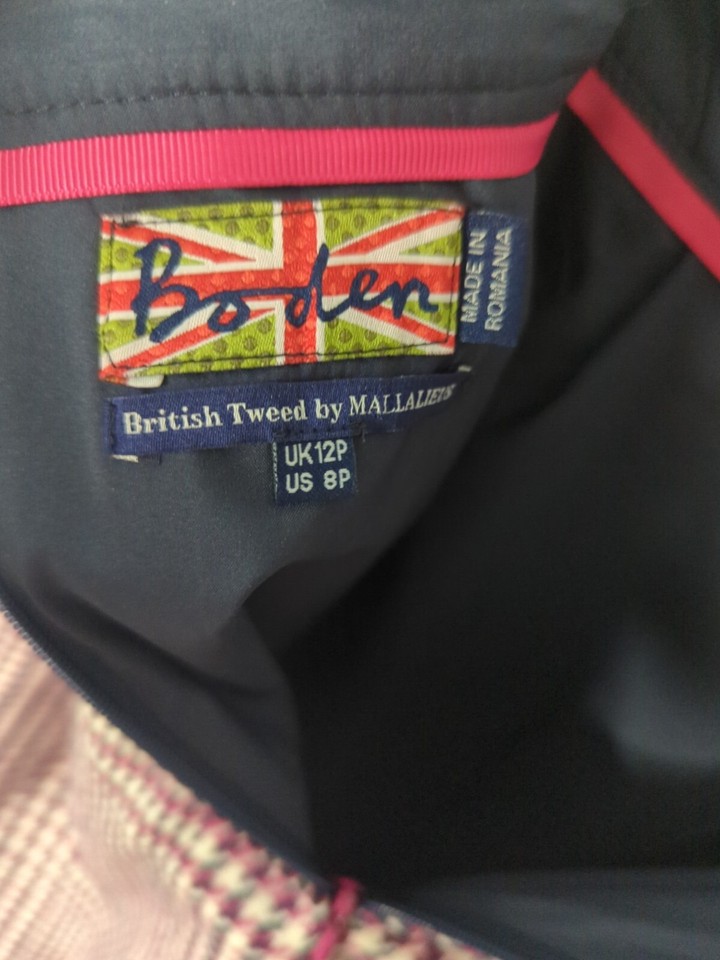 Boden
MADE IN
ROMANIA
British Tweed by MALLALIEUS
UK12P
US 8P